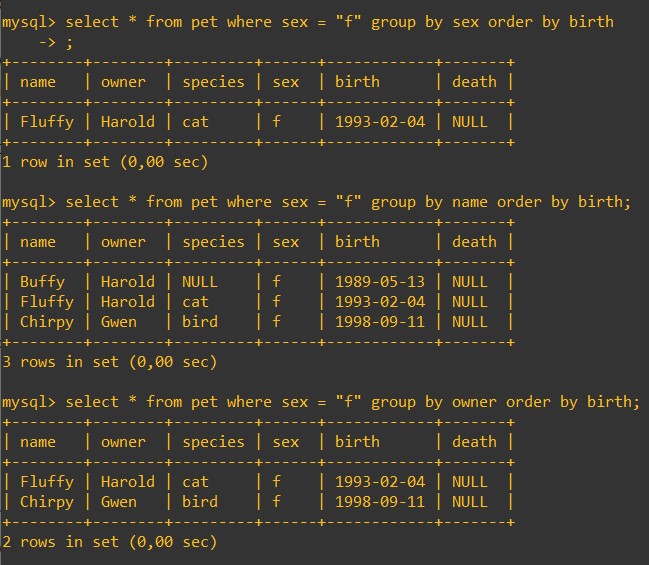 mysql> select * from pet where sex = "f" group by sex order by birth
    -> ;
+--------+--------+---------+------+------------+-------+
| name   | owner  | species | sex  | birth      | death |
+--------+--------+---------+------+------------+-------+
| Fluffy | Harold | cat     | f    | 1993-02-04 | NULL  |
+--------+--------+---------+------+------------+-------+
1 row in set (0,00 sec)
mysql> select * from pet where sex = "f" group by name order by birth;
+--------+--------+---------+------+------------+-------+
| name   | owner  | species | sex  | birth      | death |
+--------+--------+---------+------+------------+-------+
| Buffy  | Harold | NULL    | f    | 1989-05-13 | NULL  |
| Fluffy | Harold | cat     | f    | 1993-02-04 | NULL  |
| Chirpy | Gwen   | bird    | f    | 1998-09-11 | NULL  |
+--------+--------+---------+------+------------+-------+
3 rows in set (0,00 sec)
mysql> select * from pet where sex = "f" group by owner order by birth;
+--------+--------+---------+------+------------+-------+
| name   | owner  | species | sex  | birth      | death |
+--------+--------+---------+------+------------+-------+
| Fluffy | Harold | cat     | f    | 1993-02-04 | NULL  |
| Chirpy | Gwen   | bird    | f    | 1998-09-11 | NULL  |
+--------+--------+---------+------+------------+-------+
2 rows in set (0,00 sec)